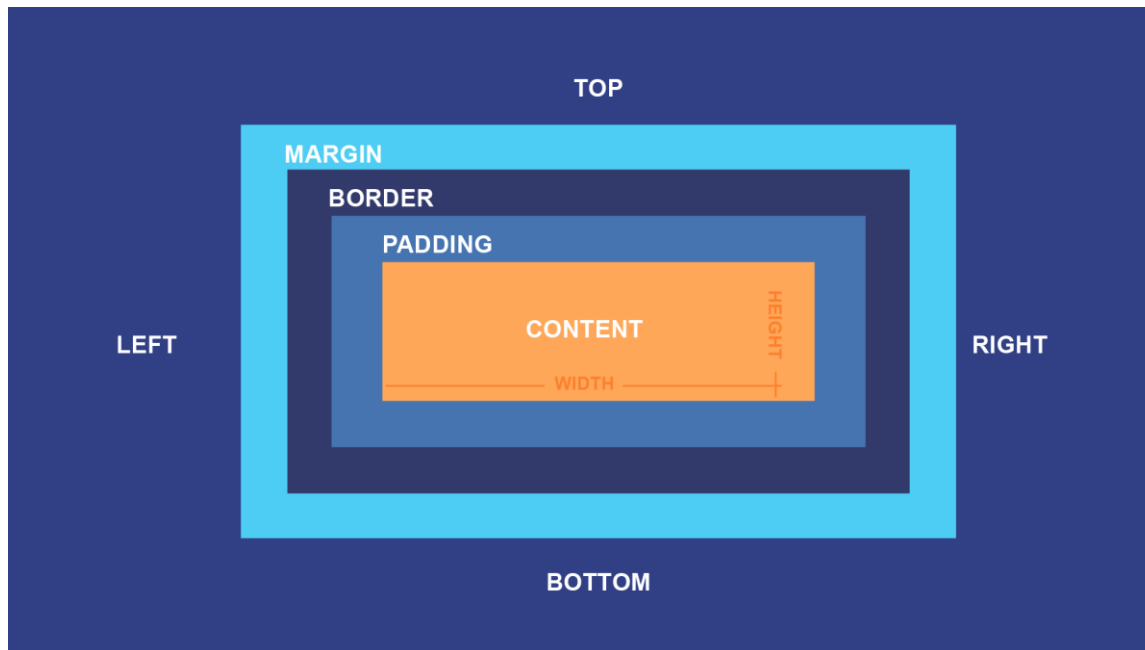 TOP
MARGIN
BORDER
PADDING
CONTENT
HEIGHT
WIDTH
LEFT
RIGHT
BOTTOM